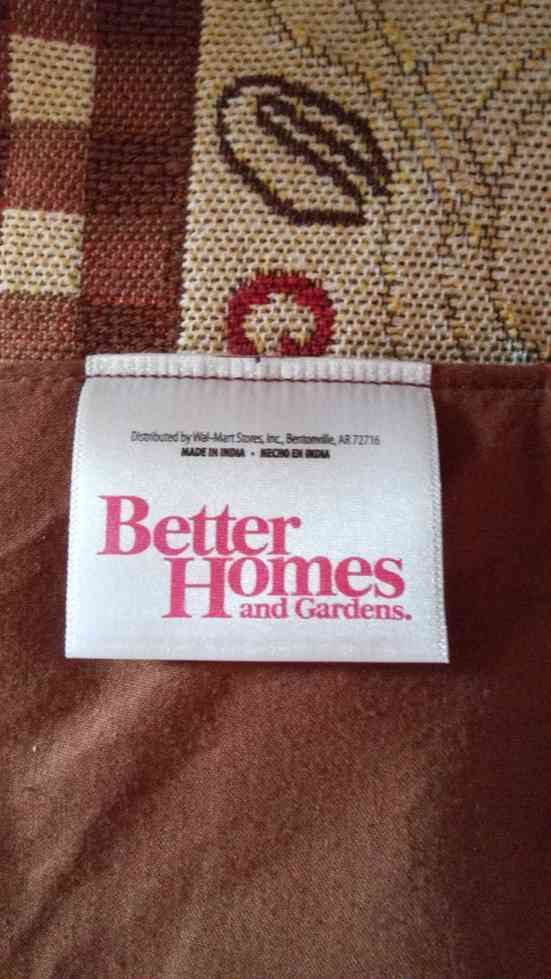 Distributed by Wal-Mart Stores, Inc., Bentonville, AR 72716
MADE IN INDIA • HECHO EN INDIA
Better
Homes
and Gardens.